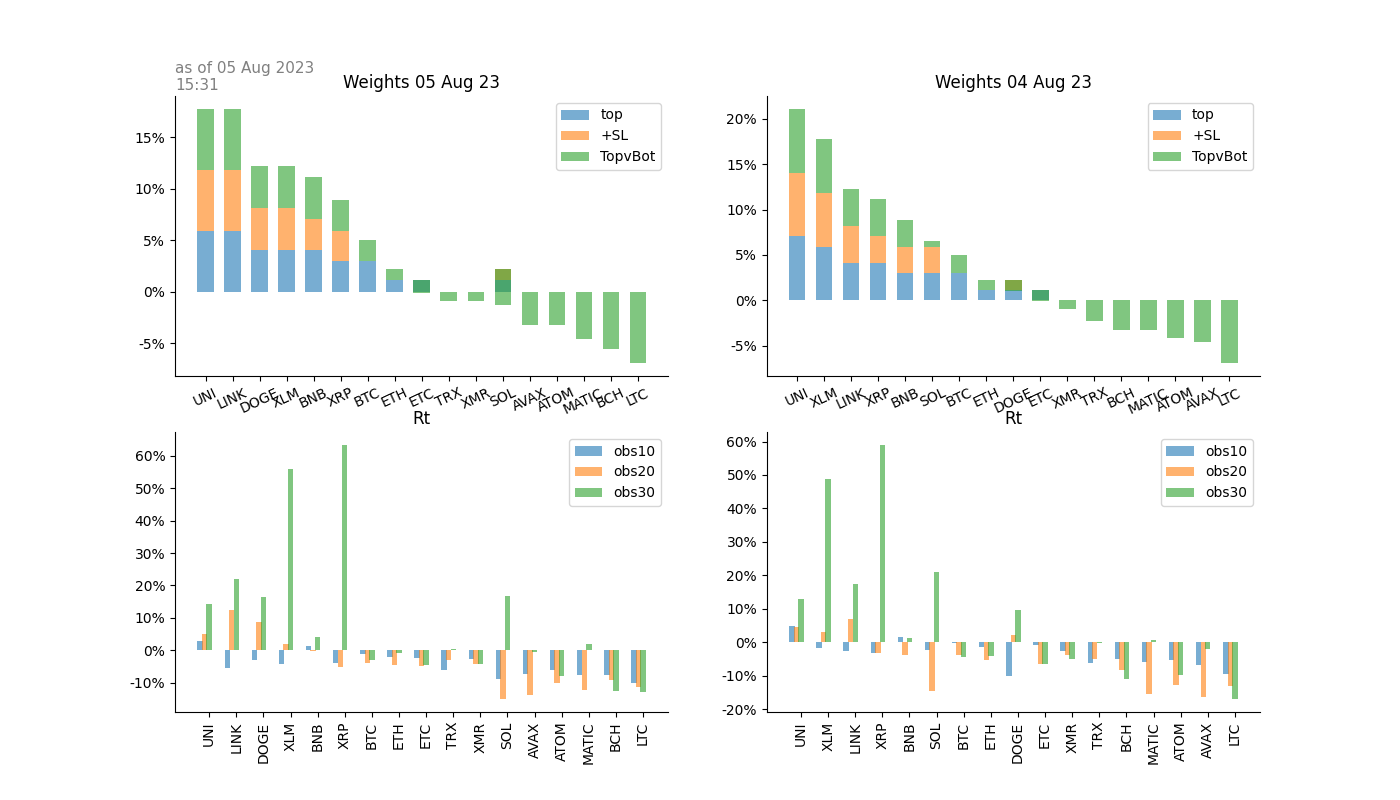 as of 05 Aug 2023
15:31
Weights 05 Aug 23
top
+SL
TopvBot
15%
10%
5%
0%
-5%
UNI LINK DOGE XLM BNB XRP BTC ETH ETC TRX XMR SOL AVAX ATOM MATIC BCH LTC
Weights 04 Aug 23
top
+SL
TopvBot
20%
15%
10%
5%
0%
-5%
UNI XLM LINK XRP BNB SOL BTC ETH DOGE ETC XMR TRX BCH MATIC ATOM AVAX LTC
Rt
obs10
obs20
obs30
60%
50%
40%
30%
20%
10%
0%
-10%
UNI LINK DOGE XLM BNB XRP BTC ETH ETC TRX XMR SOL AVAX ATOM MATIC BCH LTC
Rt
obs10
obs20
obs30
60%
50%
40%
30%
20%
10%
0%
-10%
-20%
UNI XLM LINK XRP BNB SOL BTC ETH DOGE ETC XMR TRX BCH MATIC ATOM AVAX LTC